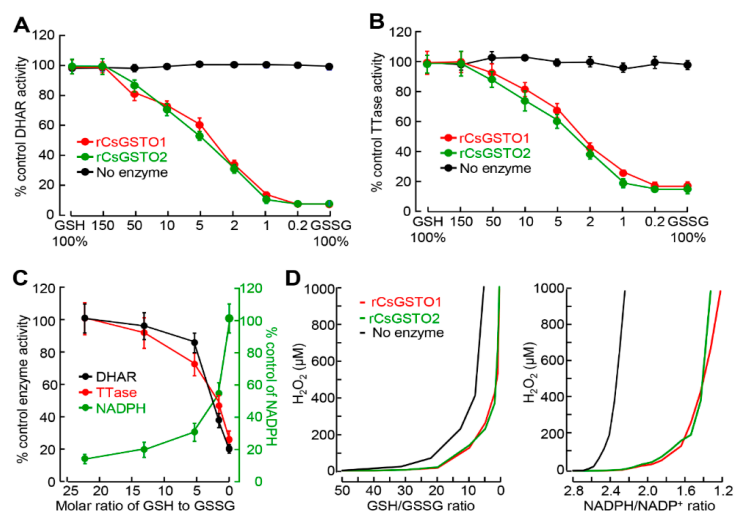 A
% control DHAR activity
120
100
80
60
40
20
0
rCsGSTO1
rCsGSTO2
No enzyme
GSH 150 50 10 5 2 1 0.2 GSSG
100% 100%
B
% control TTase activity
120
100
80
60
40
20
0
rCsGSTO1
rCsGSTO2
No enzyme
GSH 150 50 10 5 2 1 0.2 GSSG
100% 100%
C
% control enzyme activity
120
100
80
60
40
20
0
DHAR
TTase
NADPH
120
100
80
60
40
20
0
% control of NADPH
25 20 15 10 5 0
Molar ratio of GSH to GSSG
D
H2O2 (µM)
1000
800
600
400
200
0
rCsGSTO1
rCsGSTO2
No enzyme
50 40 30 20 10 0
GSH/GSSG ratio
H2O2 (µM)
1000
800
600
400
200
0
2.8 2.4 2.0 1.6 1.2
NADPH/NADP+ ratio